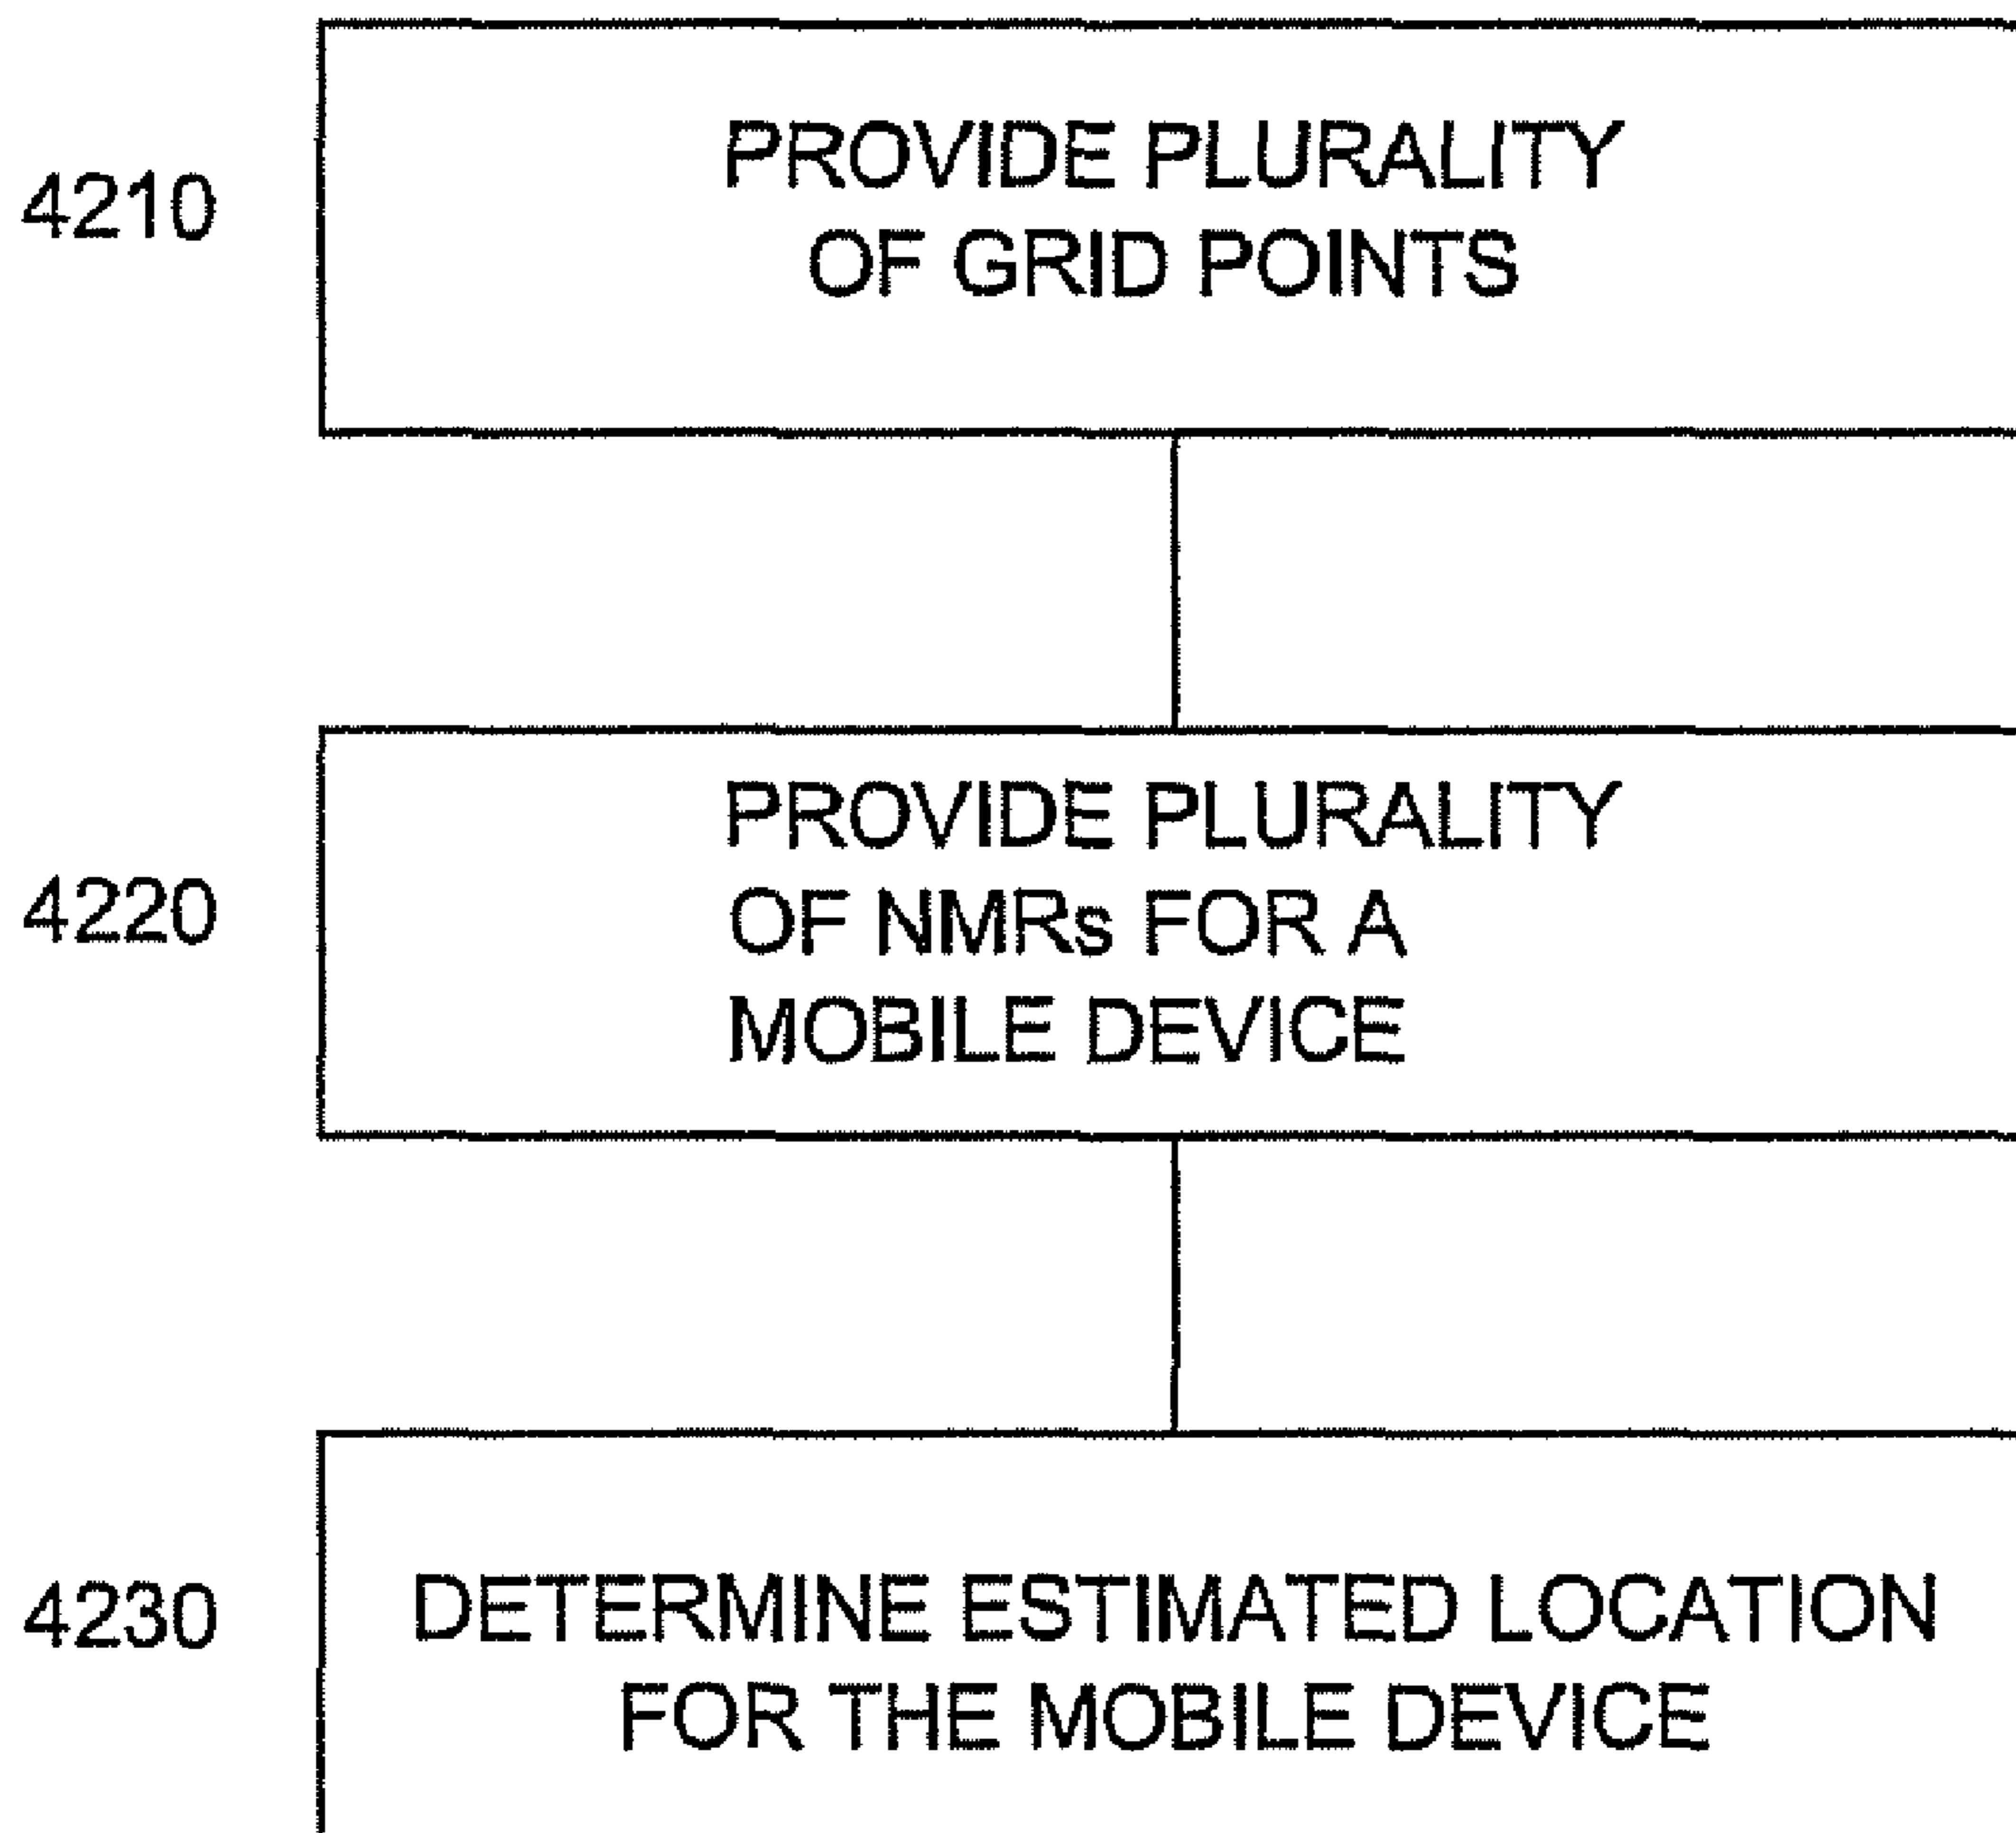 4210
PROVIDE PLURALITY
OF GRID POINTS
4220
PROVIDE PLURALITY
OF NMRs FOR A
MOBILE DEVICE
4230
DETERMINE ESTIMATED LOCATION
FOR THE MOBILE DEVICE